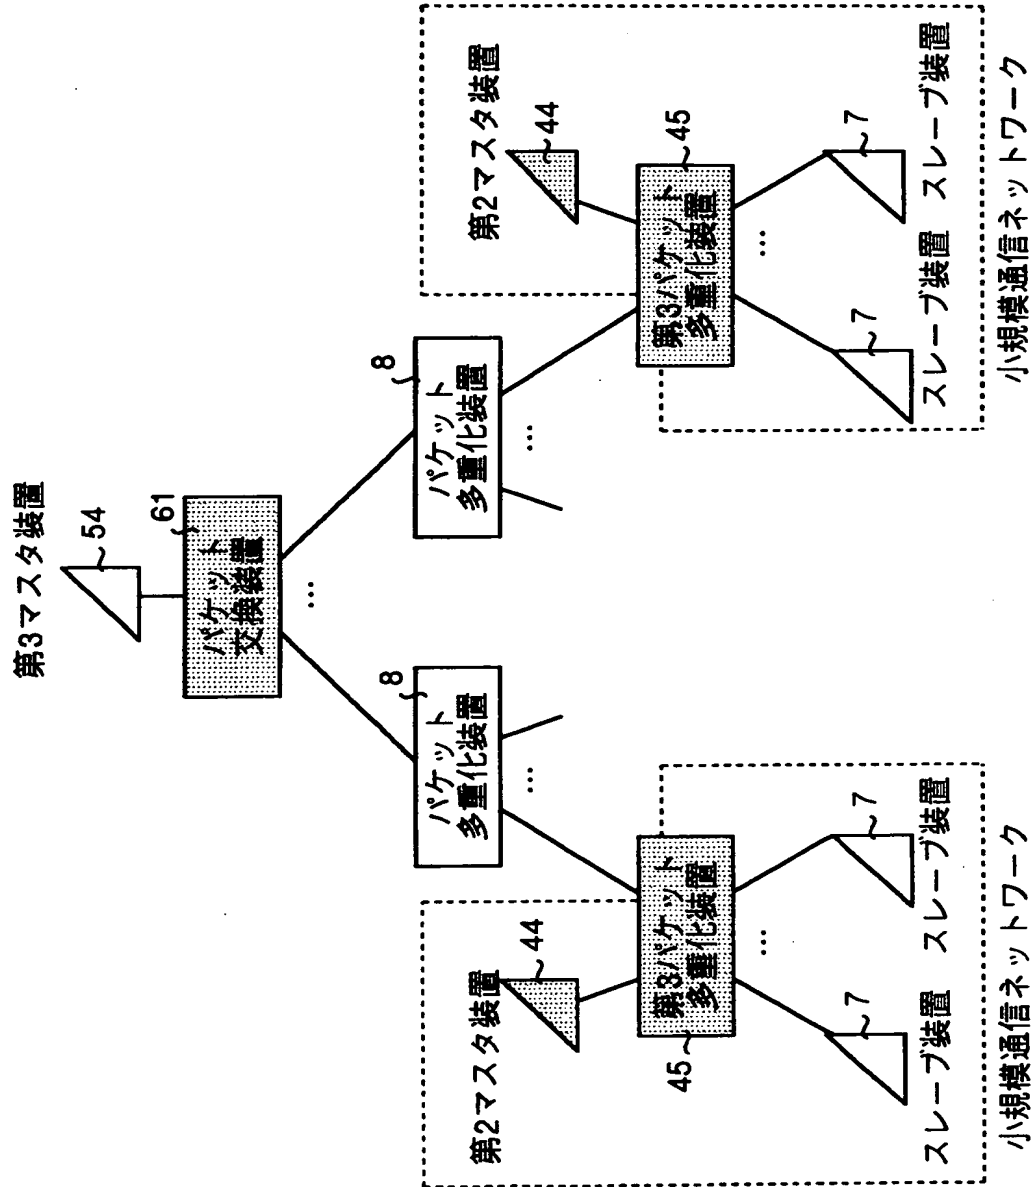 第3マスタ装置
54
61
パケット
交換装置
…
8
パケット
多重化装置
…
8
パケット
多重化装置
…
第2マスタ装置
44
45
第3パケット
多重化装置
…
7
スレーブ装置
7
スレーブ装置
小規模通信ネットワーク
第2マスタ装置
44
45
第3パケット
多重化装置
…
7
スレーブ装置
7
スレーブ装置
小規模通信ネットワーク